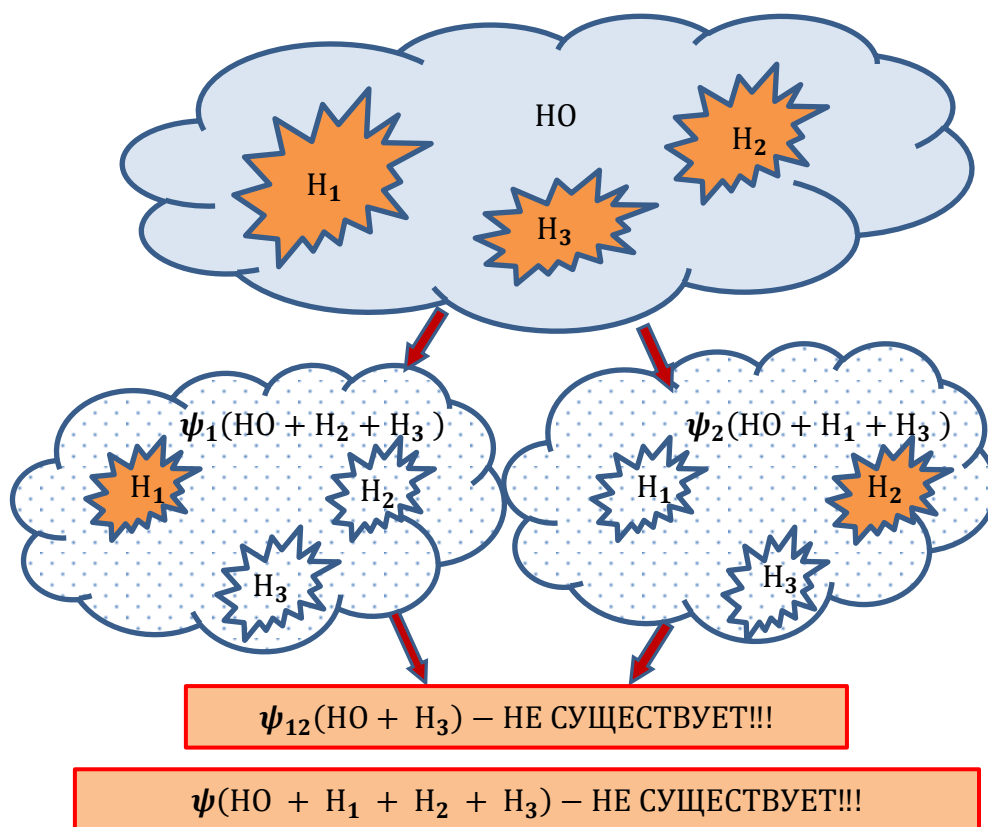 НО
Н₂
Н₁
Н₃
𝝍₁(НО + Н₂ + Н₃)
Н₁
Н₂
Н₃
𝝍₂(НО + Н₁ + Н₃)
Н₁
Н₂
Н₃
𝝍₁₂(НО + Н₃) − НЕ СУЩЕСТВУЕТ!!!
𝝍(НО + Н₁ + Н₂ + Н₃) − НЕ СУЩЕСТВУЕТ!!!